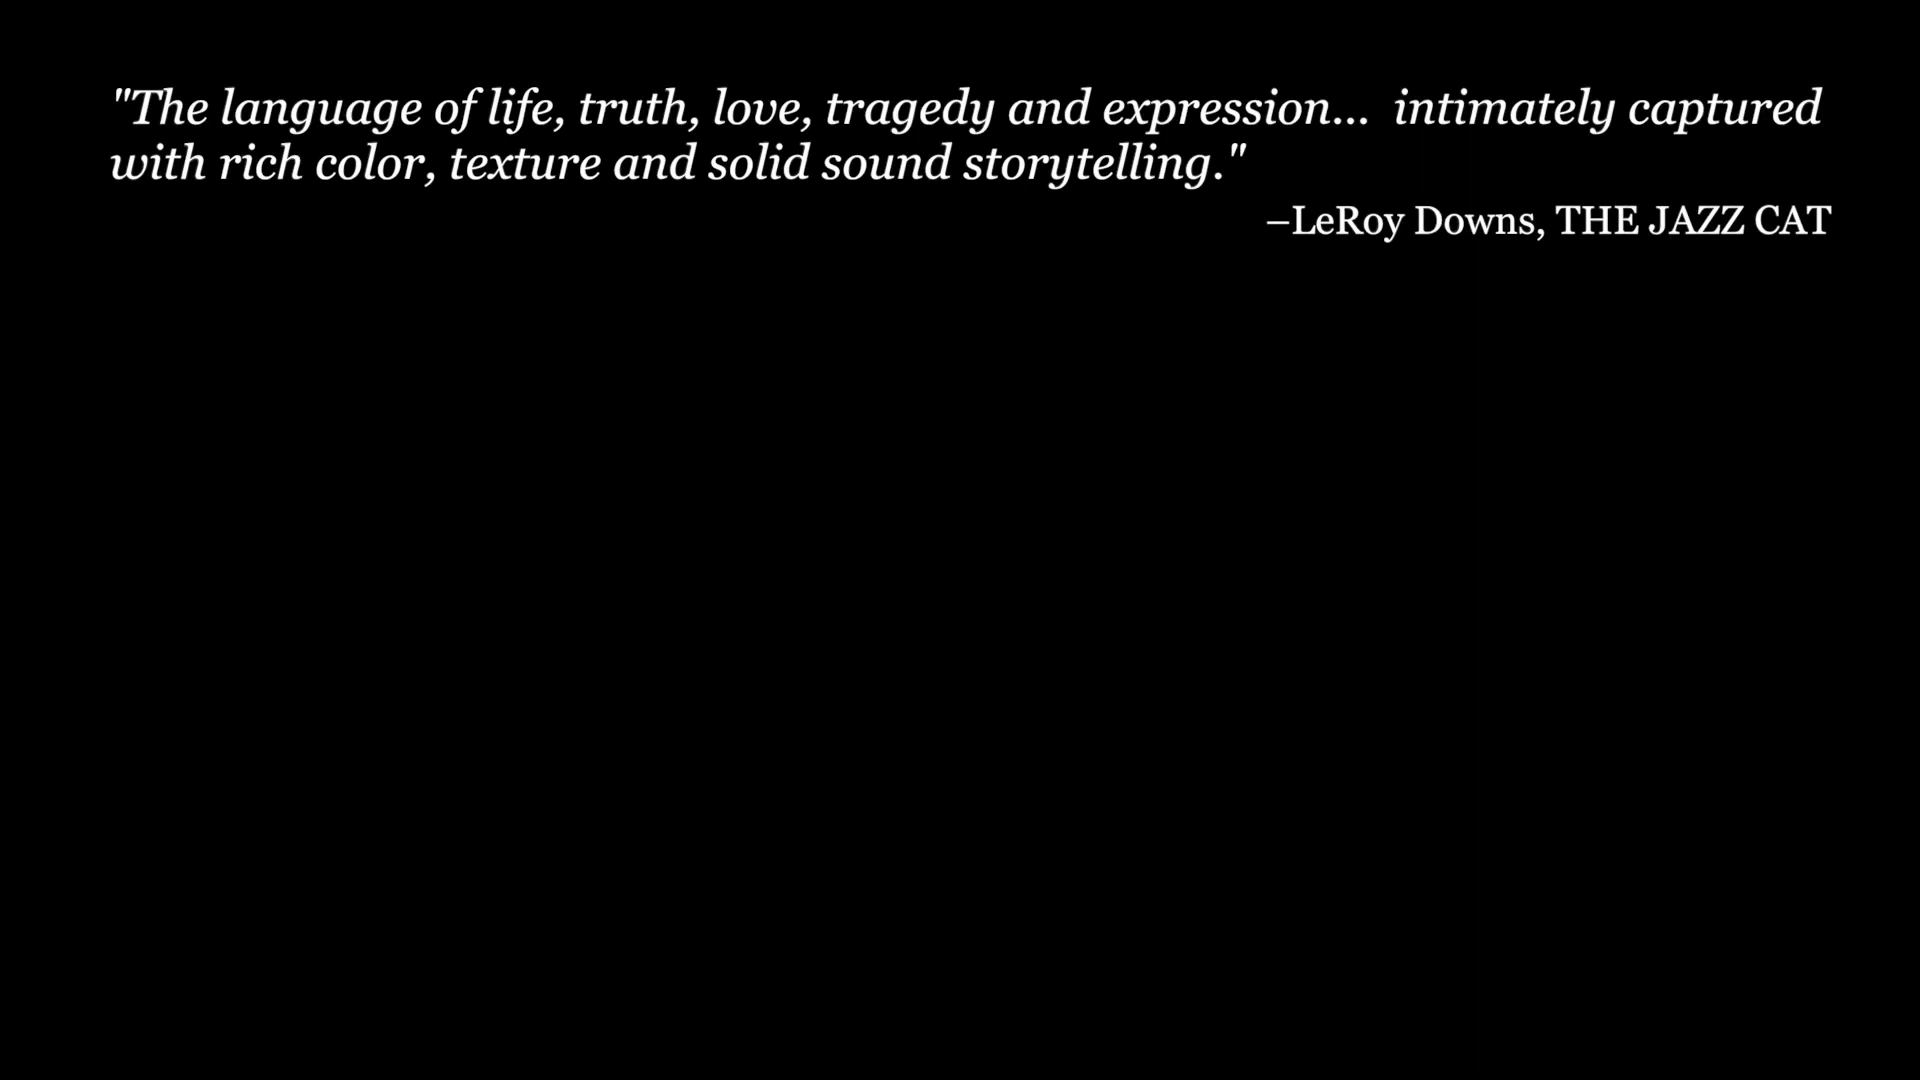 "The language of life, truth, love, tragedy and expression...  intimately captured
with rich color, texture and solid sound storytelling."
–LeRoy Downs, THE JAZZ CAT